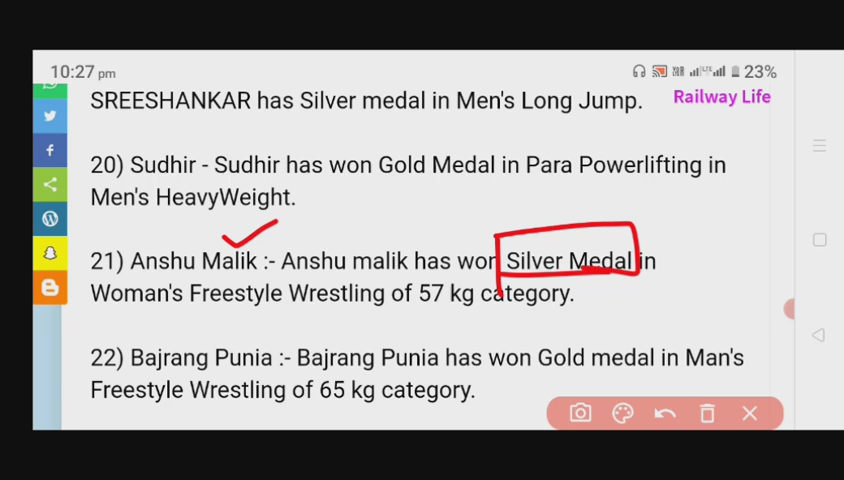 10:27 pm
23%
SREESHANKAR has Silver medal in Men's Long Jump.
Railway Life
20) Sudhir - Sudhir has won Gold Medal in Para Powerlifting in
Men's HeavyWeight.
21) Anshu Malik :- Anshu malik has won Silver Medal in
Woman's Freestyle Wrestling of 57 kg category.
22) Bajrang Punia :- Bajrang Punia has won Gold medal in Man's
Freestyle Wrestling of 65 kg category.